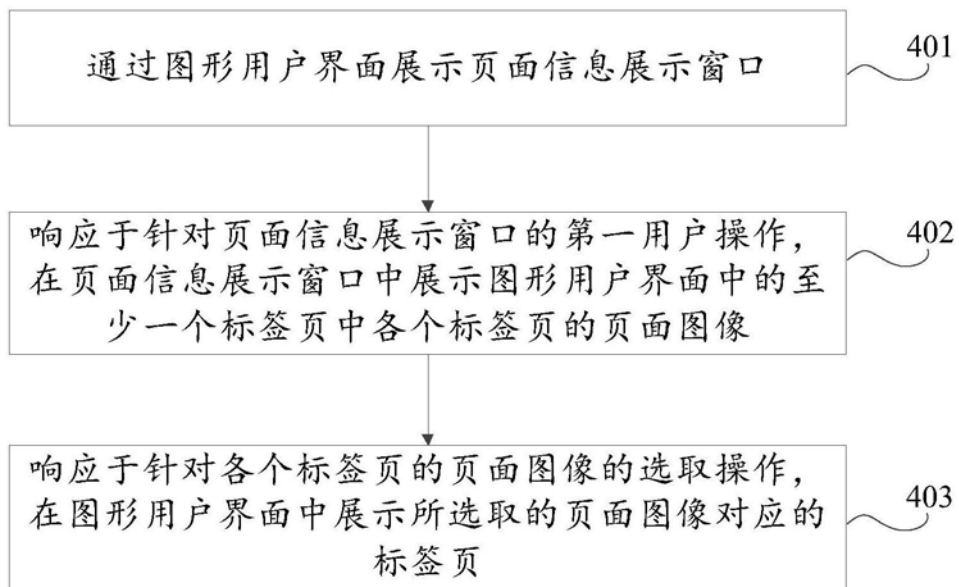 通过图形用户界面展示页面信息展示窗口
401
响应于针对页面信息展示窗口的第一用户操作，
在页面信息展示窗口中展示图形用户界面中的至
少一个标签页中各个标签页的页面图像
402
响应于针对各个标签页的页面图像的选取操作，
在图形用户界面中展示所选取的页面图像对应的
标签页
403